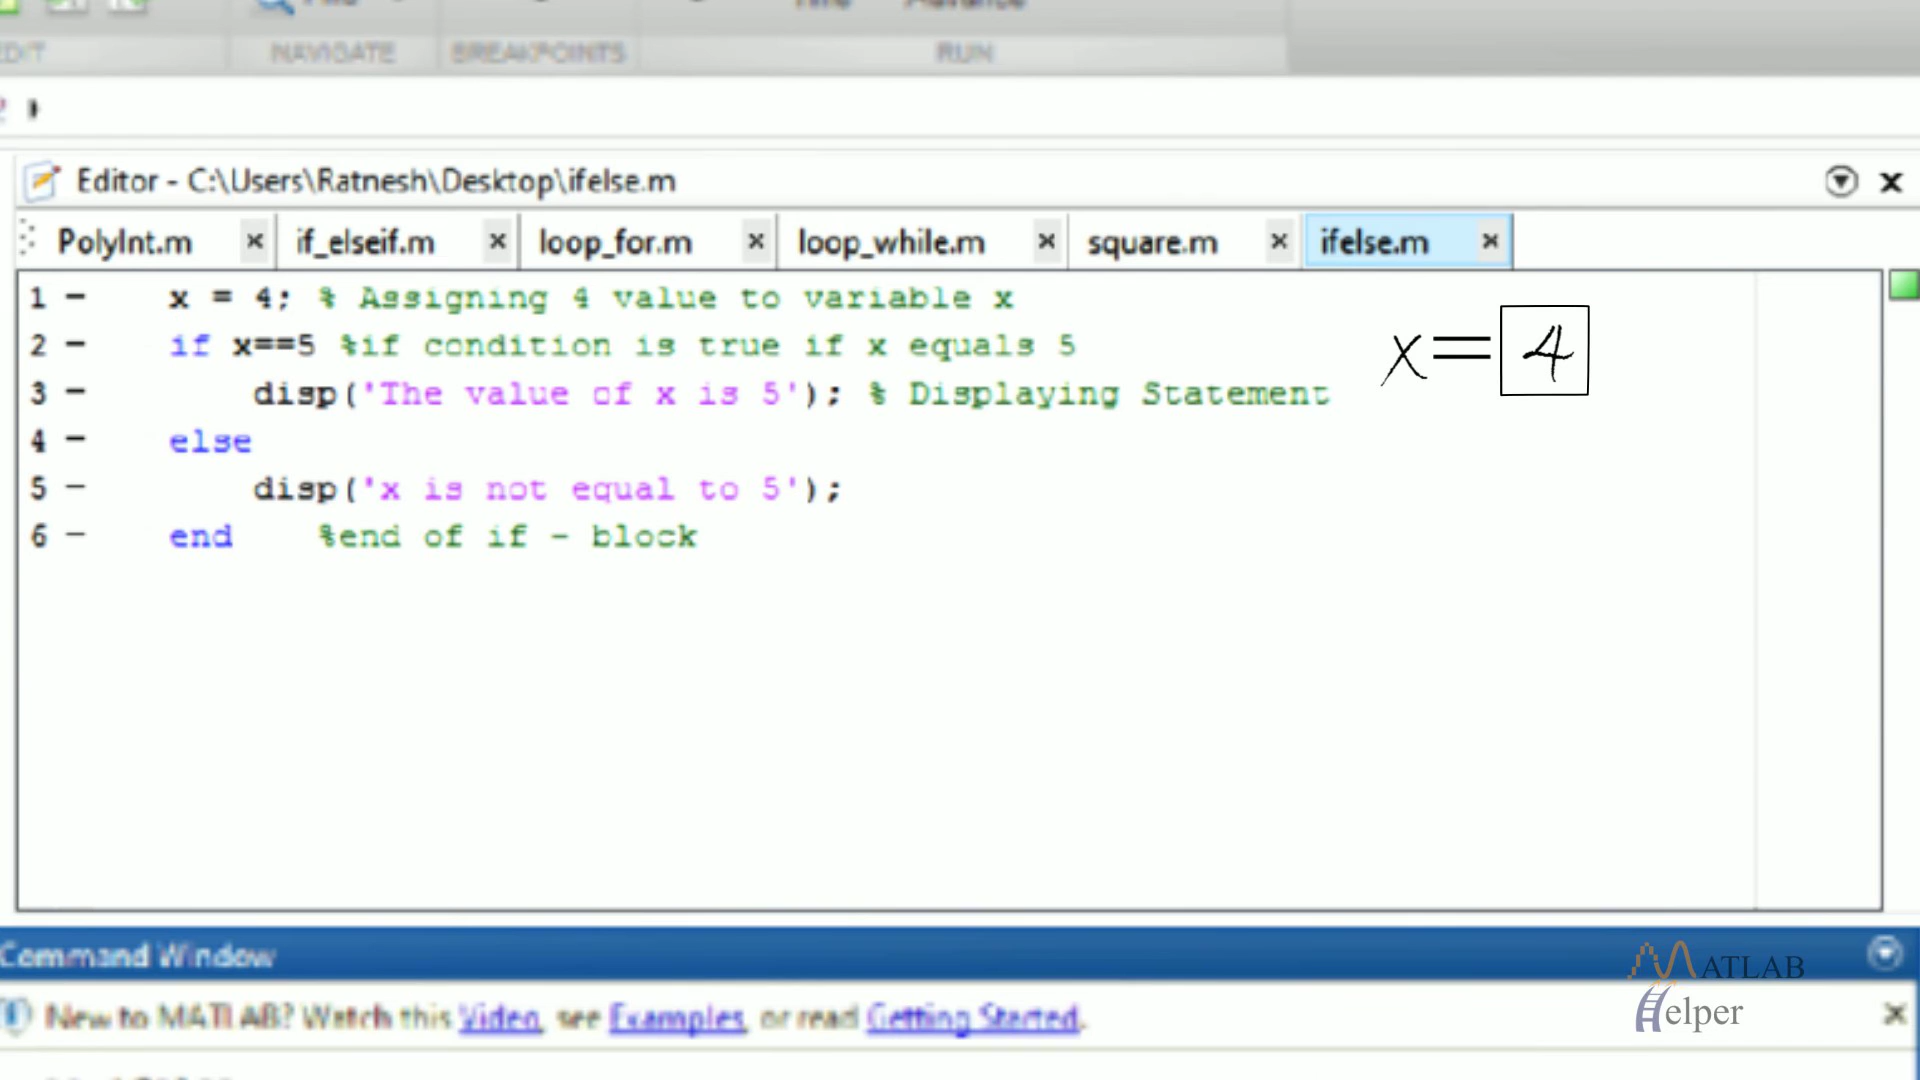 EDIT
NAVIGATE
BREAKPOINTS
RUN
Editor - C:\Users\Ratnesh\Desktop\ifelse.m
PolyInt.m × if_elseif.m × loop_for.m × loop_while.m × square.m × ifelse.m ×
1 - x = 4; % Assigning 4 value to variable x
2 - if x==5 %if condition is true if x equals 5
3 - disp('The value of x is 5'); % Displaying Statement
4 - else
5 - disp('x is not equal to 5');
6 - end %end of if - block
x= 4
Command Window
New to MATLAB? Watch this Video, see Examples, or read Getting Started.
MATLAB
Helper